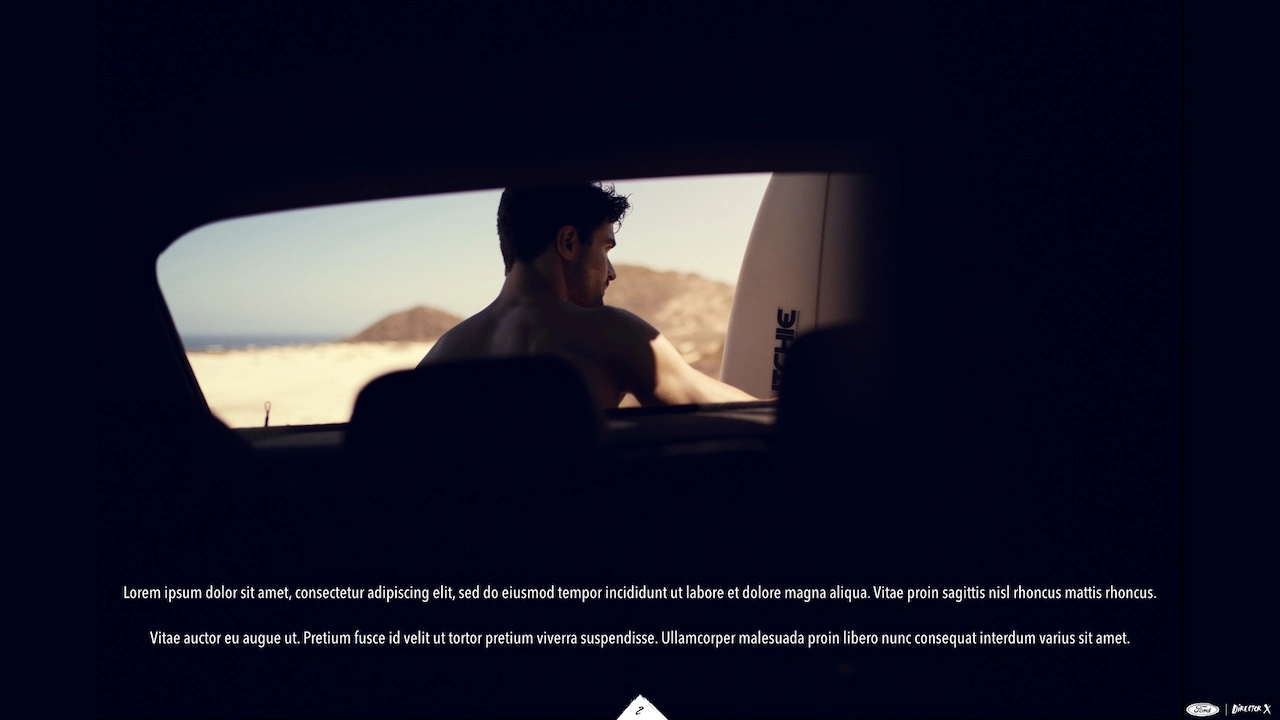 Lorem ipsum dolor sit amet, consectetur adipiscing elit, sed do eiusmod tempor incididunt ut labore et dolore magna aliqua. Vitae proin sagittis nisl rhoncus mattis rhoncus.
Vitae auctor eu augue ut. Pretium fusce id velit ut tortor pretium viverra suspendisse. Ullamcorper malesuada proin libero nunc consequat interdum varius sit amet.
2
Ford | DiRECTOR X